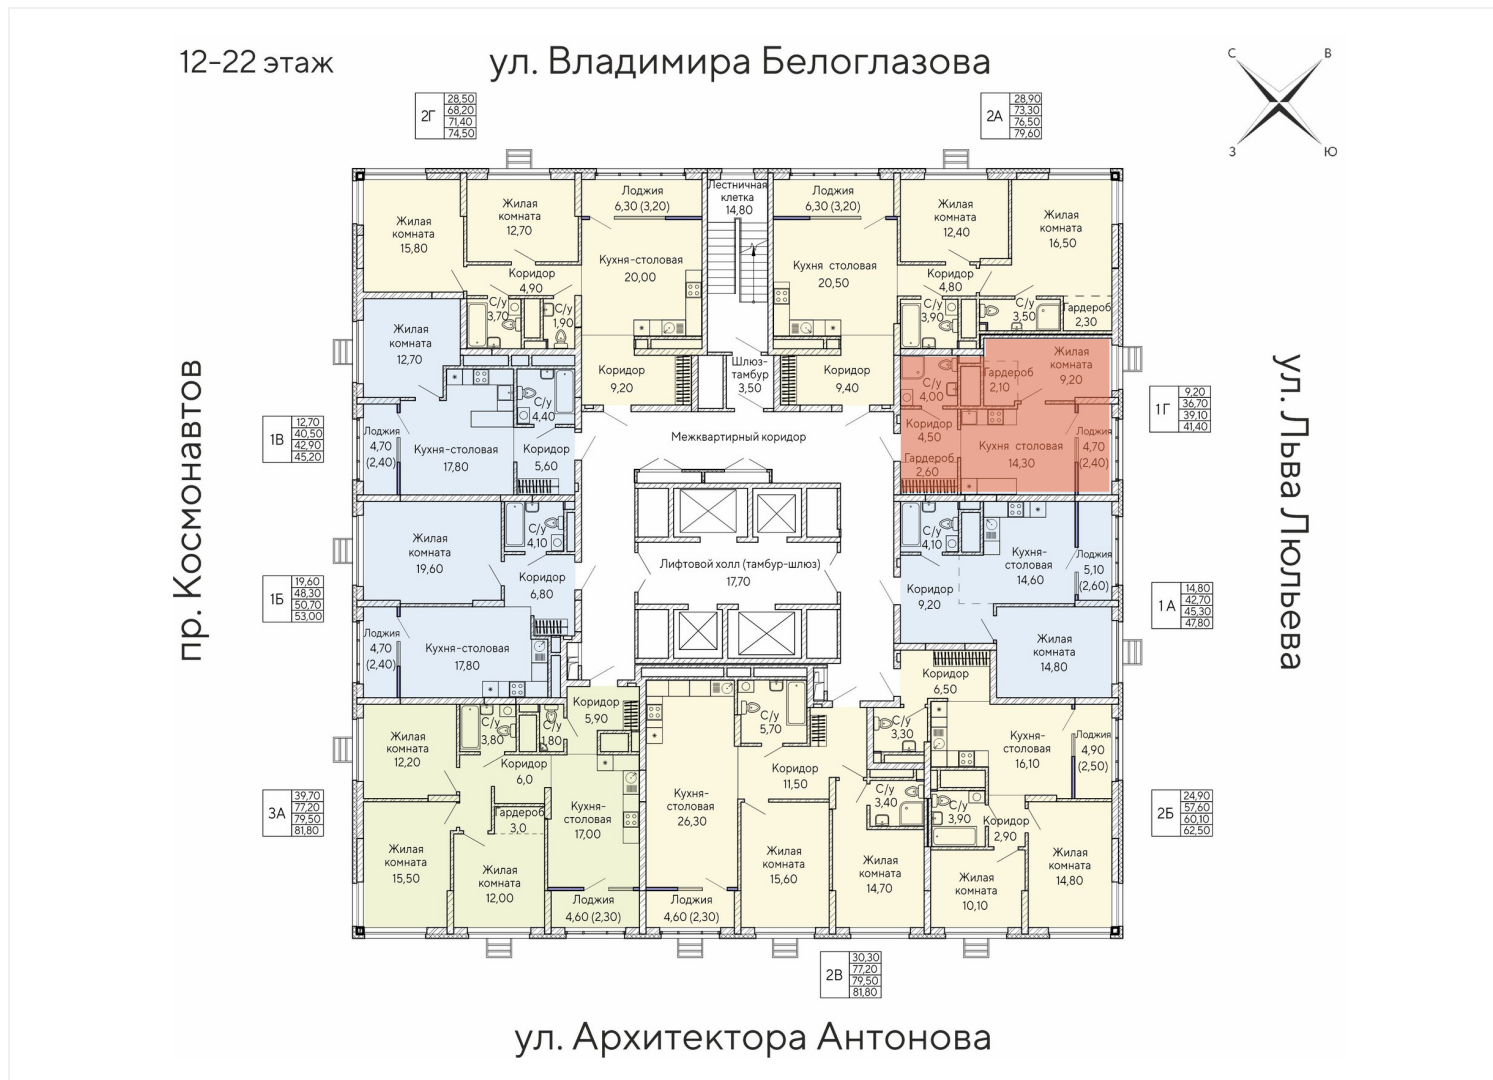 12-22 этаж
ул. Владимира Белоглазова
С
В
З
Ю
2Г
28,50
68,20
71,40
74,50
2А
28,90
73,30
76,50
79,60
Жилая
комната
15,80
Жилая
комната
12,70
Лоджия
6,30 (3,20)
Лестничная
клетка
14,80
Лоджия
6,30 (3,20)
Жилая
комната
12,40
Жилая
комната
16,50
Кухня-столовая
20,00
Коридор
4,90
С/у
3,70
С/у
1,90
Кухня столовая
20,50
Коридор
4,80
С/у
3,90
С/у
3,50
Гардероб
2,30
Жилая
комната
12,70
Коридор
9,20
Шлюз-
тамбур
3,50
Коридор
9,40
Жилая
комната
9,20
Гардероб
2,10
С/у
4,00
С/у
4,40
пр. Космонавтов
ул. Льва Люльева
1В
12,70
40,50
42,90
45,20
1Г
9,20
36,70
39,10
41,40
Лоджия
4,70
(2,40)
Кухня-столовая
17,80
Коридор
5,60
Межквартирный коридор
Коридор
4,50
Гардероб
2,60
Кухня столовая
14,30
Лоджия
4,70
(2,40)
Жилая
комната
19,60
С/у
4,10
Коридор
6,80
Лифтовой холл (тамбур-шлюз)
17,70
С/у
4,10
Коридор
9,20
Кухня-
столовая
14,60
Лоджия
5,10
(2,60)
1Б
19,60
48,30
50,70
53,00
1А
14,80
42,70
45,30
47,80
Лоджия
4,70
(2,40)
Кухня-столовая
17,80
Жилая
комната
14,80
Коридор
6,50
Коридор
5,90
Жилая
комната
12,20
С/у
3,80
С/у
1,80
С/у
5,70
С/у
3,30
Кухня-
столовая
16,10
Лоджия
4,90
(2,50)
Коридор
6,0
Коридор
11,50
С/у
3,40
С/у
3,90
Коридор
2,90
3А
39,70
77,20
79,50
81,80
2Б
24,90
57,60
60,10
62,50
Гардероб
3,0
Кухня-
столовая
17,00
Кухня-
столовая
26,30
Жилая
комната
15,50
Жилая
комната
12,00
Жилая
комната
15,60
Жилая
комната
14,70
Жилая
комната
10,10
Жилая
комната
14,80
Лоджия
4,60 (2,30)
Лоджия
4,60 (2,30)
2В
30,30
77,20
79,50
81,80
ул. Архитектора Антонова